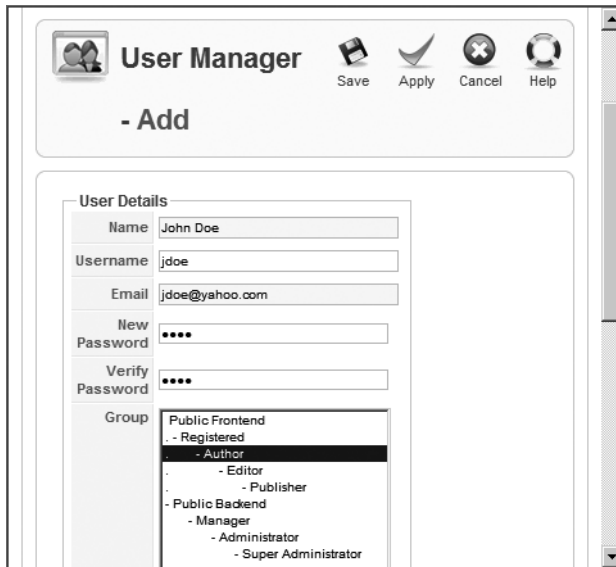 User Manager
- Add
Save Apply Cancel Help
User Details
Name John Doe
Username jdoe
Email jdoe@yahoo.com
New
Password ••••
Verify
Password ••••
Group
Public Frontend
. - Registered
. - Author
. - Editor
. - Publisher
- Public Backend
- Manager
- Administrator
- Super Administrator